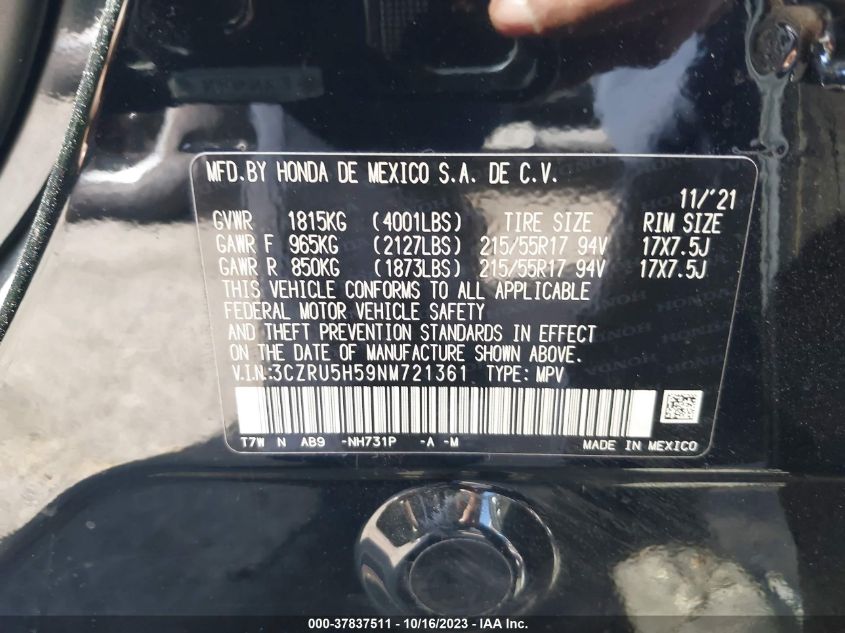 MFD.BY HONDA DE MEXICO S.A. DE C.V.
11/'21
GVWR 1815KG (4001LBS) TIRE SIZE RIM SIZE
GAWR F 965KG (2127LBS) 215/55R17 94V 17X7.5J
GAWR R 850KG (1873LBS) 215/55R17 94V 17X7.5J
THIS VEHICLE CONFORMS TO ALL APPLICABLE
FEDERAL MOTOR VEHICLE SAFETY
AND THEFT PREVENTION STANDARDS IN EFFECT
ON THE DATE OF MANUFACTURE SHOWN ABOVE.
V.I.N.:3CZRU5H59NM721361 TYPE: MPV
T7W N AB9 -NH731P -A -M MADE IN MEXICO
000-37837511 - 10/16/2023 - IAA Inc.